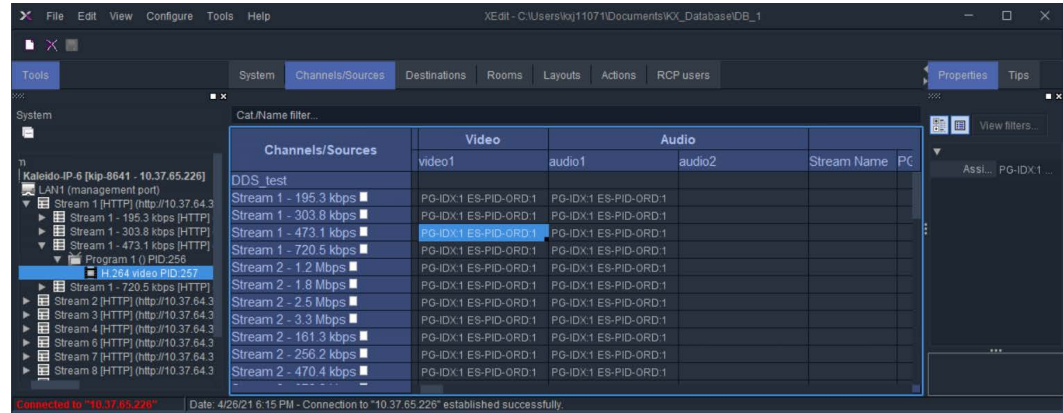 File Edit View Configure Tools Help
XEdit - C:\Users\kxj11071\Documents\KX_Database\DB_1
Tools
System Channels/Sources Destinations Rooms Layouts Actions RCP users
Properties Tips
System
Kaleido-IP-6 [kip-8641 - 10.37.65.226]
LAN1 (management port)
Stream 1 [HTTP] (http://10.37.64.3
Stream 1 - 195.3 kbps [HTTP]
Stream 1 - 303.8 kbps [HTTP]
Stream 1 - 473.1 kbps [HTTP]
Program 1 () PID:256
H.264 video PID:257
Stream 1 - 720.5 kbps [HTTP]
Stream 2 [HTTP] (http://10.37.64.3
Stream 3 [HTTP] (http://10.37.64.3
Stream 4 [HTTP] (http://10.37.64.3
Stream 6 [HTTP] (http://10.37.64.3
Stream 7 [HTTP] (http://10.37.64.3
Stream 8 [HTTP] (http://10.37.64.3
Cat./Name filter...
Channels/Sources Video Audio
video1 audio1 audio2 Stream Name PG
DDS_test
Stream 1 - 195.3 kbps PG-IDX:1 ES-PID-ORD:1 PG-IDX:1 ES-PID-ORD:1
Stream 1 - 303.8 kbps PG-IDX:1 ES-PID-ORD:1 PG-IDX:1 ES-PID-ORD:1
Stream 1 - 473.1 kbps PG-IDX:1 ES-PID-ORD:1 PG-IDX:1 ES-PID-ORD:1
Stream 1 - 720.5 kbps PG-IDX:1 ES-PID-ORD:1 PG-IDX:1 ES-PID-ORD:1
Stream 2 - 1.2 Mbps PG-IDX:1 ES-PID-ORD:1 PG-IDX:1 ES-PID-ORD:1
Stream 2 - 1.8 Mbps PG-IDX:1 ES-PID-ORD:1 PG-IDX:1 ES-PID-ORD:1
Stream 2 - 2.5 Mbps PG-IDX:1 ES-PID-ORD:1 PG-IDX:1 ES-PID-ORD:1
Stream 2 - 3.3 Mbps PG-IDX:1 ES-PID-ORD:1 PG-IDX:1 ES-PID-ORD:1
Stream 2 - 161.3 kbps PG-IDX:1 ES-PID-ORD:1 PG-IDX:1 ES-PID-ORD:1
Stream 2 - 256.2 kbps PG-IDX:1 ES-PID-ORD:1 PG-IDX:1 ES-PID-ORD:1
Stream 2 - 470.4 kbps PG-IDX:1 ES-PID-ORD:1 PG-IDX:1 ES-PID-ORD:1
View filters...
Assi... PG-IDX:1 ...
Connected to "10.37.65.226"
Date: 4/26/21 6:15 PM - Connection to "10.37.65.226" established successfully.